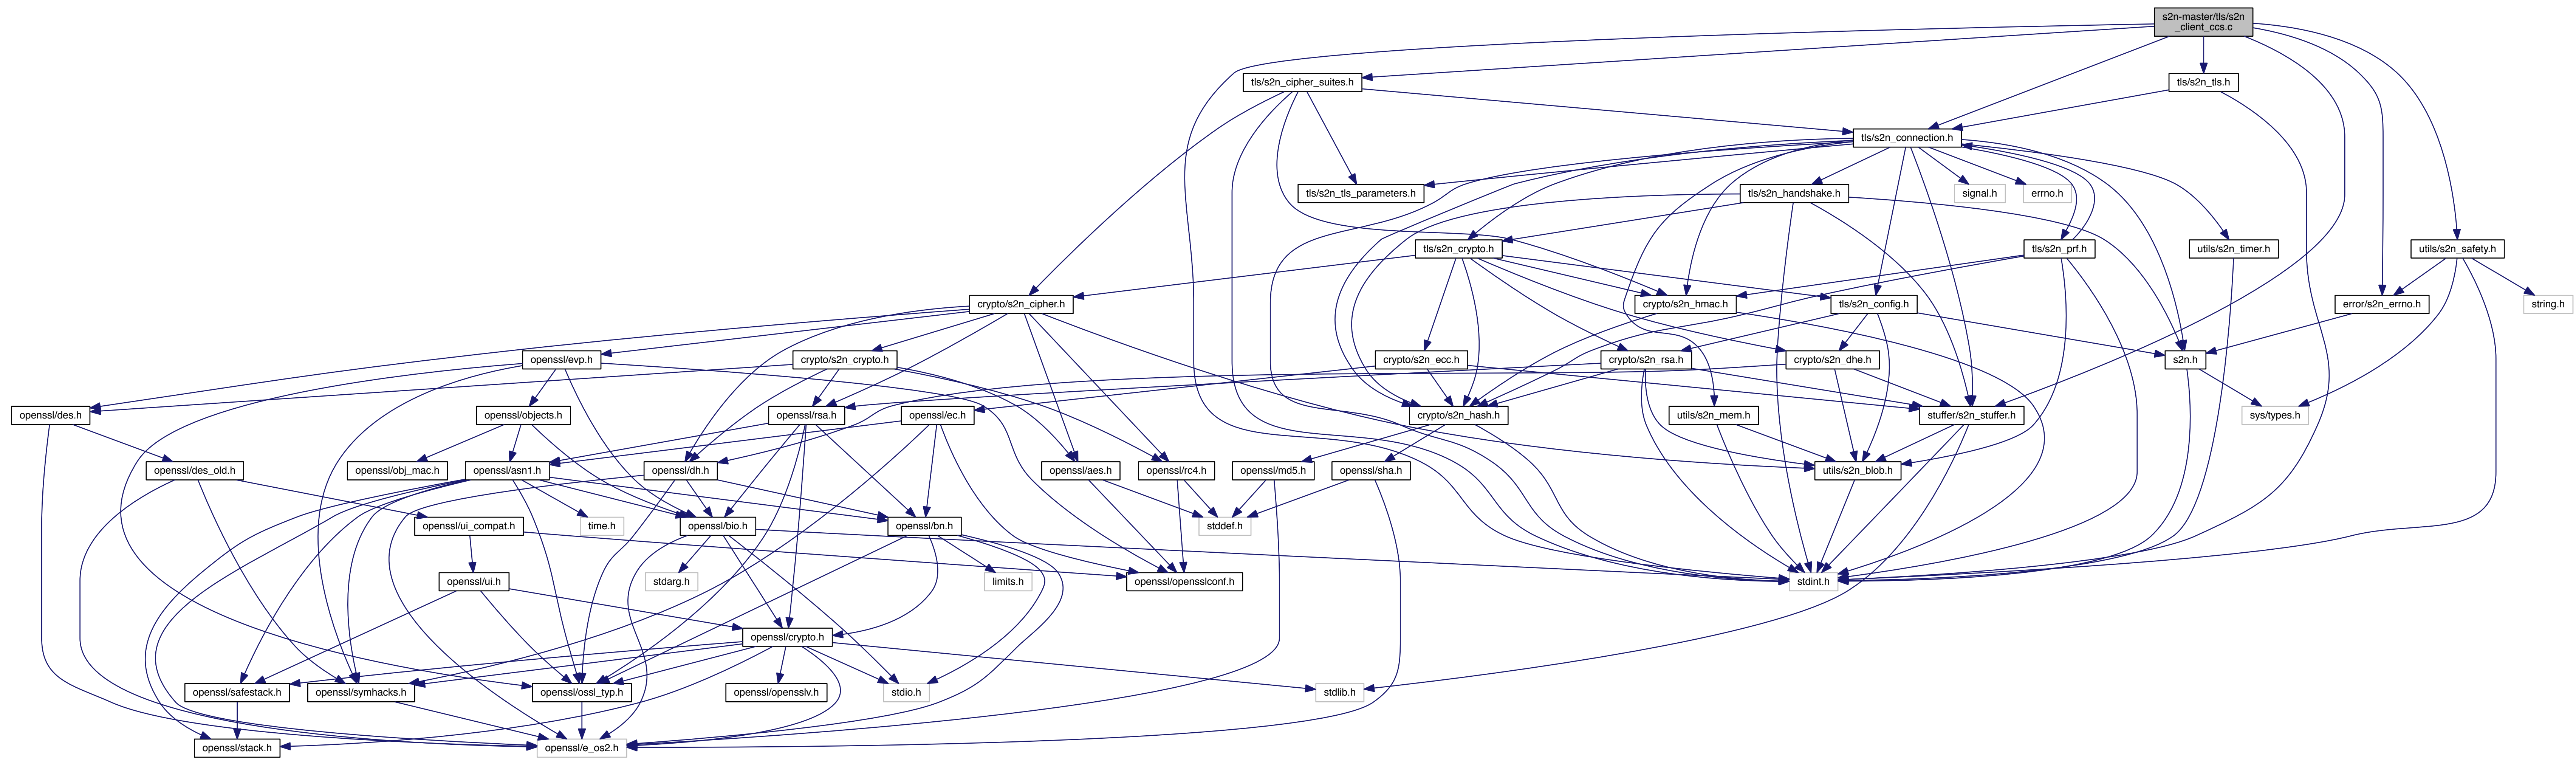 s2n-master/tls/s2n
_client_ccs.c
tls/s2n_cipher_suites.h
tls/s2n_tls.h
tls/s2n_connection.h
tls/s2n_tls_parameters.h
tls/s2n_handshake.h
signal.h
errno.h
tls/s2n_crypto.h
tls/s2n_prf.h
utils/s2n_timer.h
utils/s2n_safety.h
crypto/s2n_cipher.h
crypto/s2n_hmac.h
tls/s2n_config.h
error/s2n_errno.h
string.h
openssl/evp.h
crypto/s2n_crypto.h
crypto/s2n_ecc.h
crypto/s2n_rsa.h
crypto/s2n_dhe.h
s2n.h
openssl/des.h
openssl/objects.h
openssl/rsa.h
openssl/ec.h
crypto/s2n_hash.h
utils/s2n_mem.h
stuffer/s2n_stuffer.h
sys/types.h
openssl/des_old.h
openssl/obj_mac.h
openssl/asn1.h
openssl/dh.h
openssl/aes.h
openssl/rc4.h
openssl/md5.h
openssl/sha.h
utils/s2n_blob.h
openssl/ui_compat.h
time.h
openssl/bio.h
openssl/bn.h
stddef.h
openssl/ui.h
stdarg.h
limits.h
openssl/opensslconf.h
stdint.h
openssl/crypto.h
openssl/safestack.h
openssl/symhacks.h
openssl/ossl_typ.h
openssl/opensslv.h
stdio.h
stdlib.h
openssl/stack.h
openssl/e_os2.h